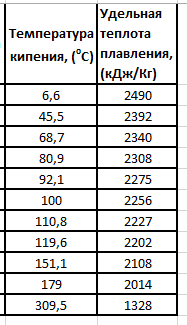 Температура кипения, (⁰С) | Удельная теплота плавления, (кДж/Кг)
6,6 | 2490
45,5 | 2392
68,7 | 2340
80,9 | 2308
92,1 | 2275
100 | 2256
110,8 | 2227
119,6 | 2202
151,1 | 2108
179 | 2014
309,5 | 1328